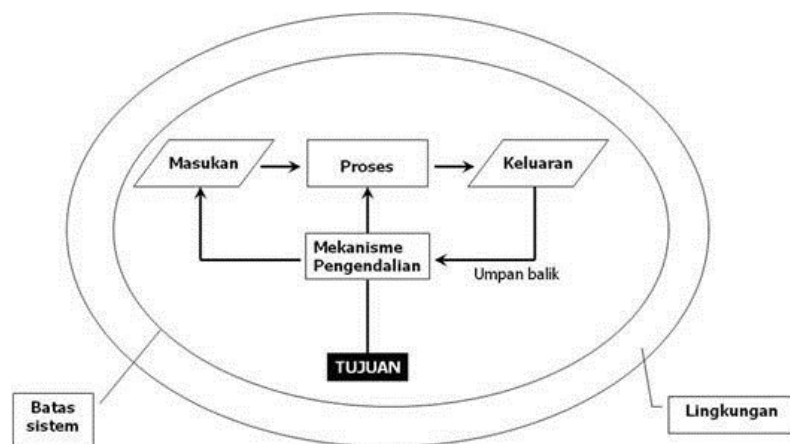 Masukan
Proses
Keluaran
Mekanisme
Pengendalian
Umpan balik
TUJUAN
Batas
sistem
Lingkungan